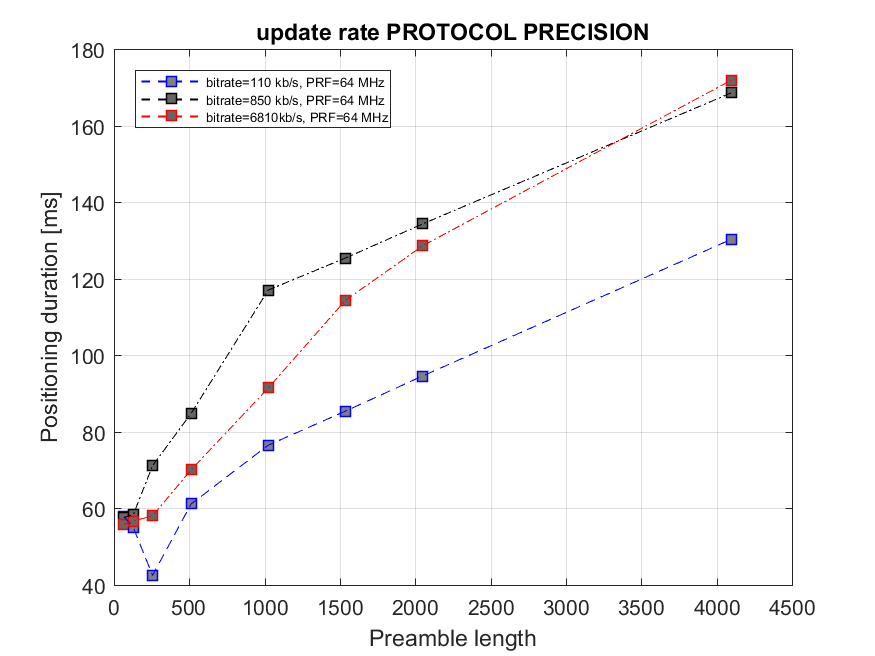 update rate PROTOCOL PRECISION
180
160
140
120
100
80
60
40
bitrate=110 kb/s, PRF=64 MHz
bitrate=850 kb/s, PRF=64 MHz
bitrate=6810kb/s, PRF=64 MHz
Positioning duration [ms]
0 500 1000 1500 2000 2500 3000 3500 4000 4500
Preamble length